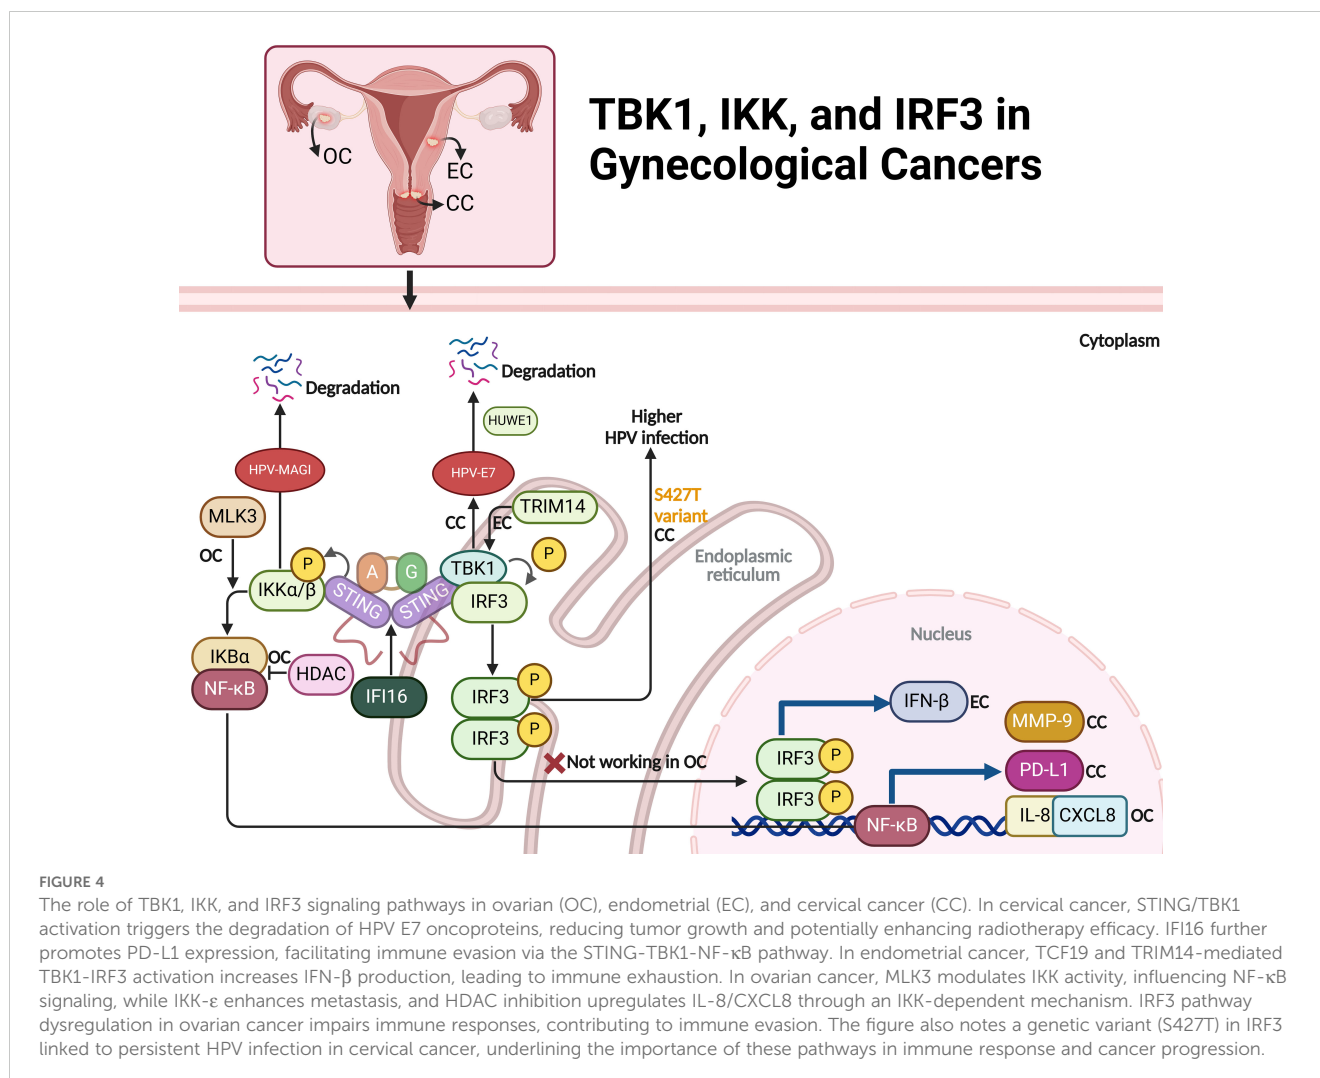 TBK1, IKK, and IRF3 in
Gynecological Cancers
OC
EC
CC
Cytoplasm
Degradation
Degradation
HUWE1
Higher
HPV infection
HPV-MAGI
HPV-E7
S427T
variant
CC
MLK3
TRIM14
CC
EC
OC
Endoplasmic
reticulum
P
P
A
G
TBK1
IKKα/β
STING
STING
IRF3
Nucleus
IKBα
OC
HDAC
NF-κB
IFI16
IRF3
P
IRF3
P
IFN-β
EC
MMP-9
CC
Not working in OC
IRF3
P
PD-L1
CC
IRF3
P
NF-κB
IL-8
CXCL8
OC
FIGURE 4
The role of TBK1, IKK, and IRF3 signaling pathways in ovarian (OC), endometrial (EC), and cervical cancer (CC). In cervical cancer, STING/TBK1
activation triggers the degradation of HPV E7 oncoproteins, reducing tumor growth and potentially enhancing radiotherapy efficacy. IFI16 further
promotes PD-L1 expression, facilitating immune evasion via the STING-TBK1-NF-κB pathway. In endometrial cancer, TCF19 and TRIM14-mediated
TBK1-IRF3 activation increases IFN-β production, leading to immune exhaustion. In ovarian cancer, MLK3 modulates IKK activity, influencing NF-κB
signaling, while IKK-ε enhances metastasis, and HDAC inhibition upregulates IL-8/CXCL8 through an IKK-dependent mechanism. IRF3 pathway
dysregulation in ovarian cancer impairs immune responses, contributing to immune evasion. The figure also notes a genetic variant (S427T) in IRF3
linked to persistent HPV infection in cervical cancer, underlining the importance of these pathways in immune response and cancer progression.